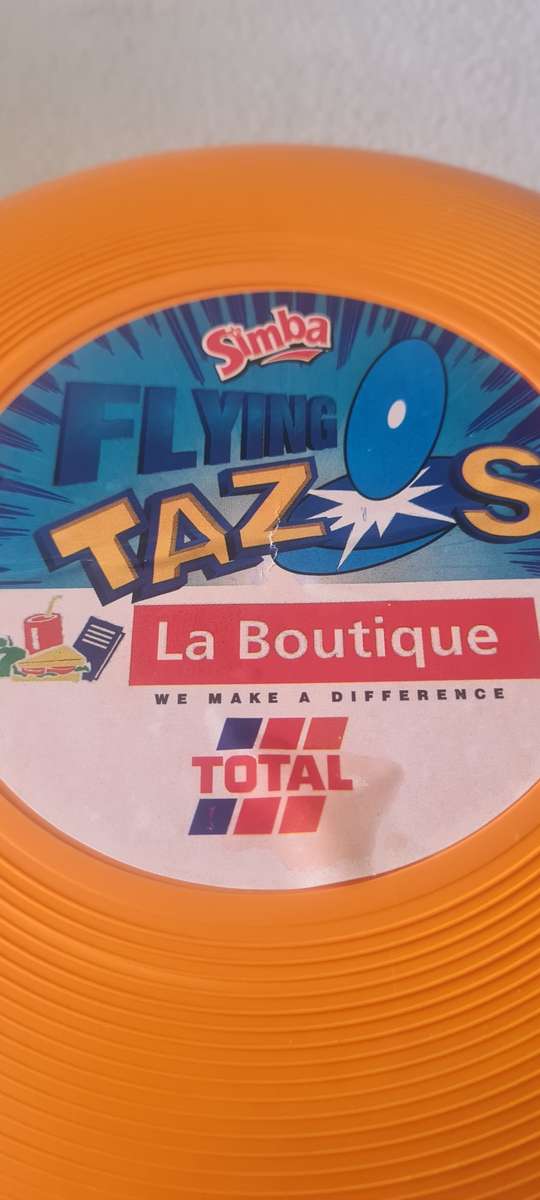 Simba
FLYING
TAZOS
La Boutique
WE MAKE A DIFFERENCE
TOTAL